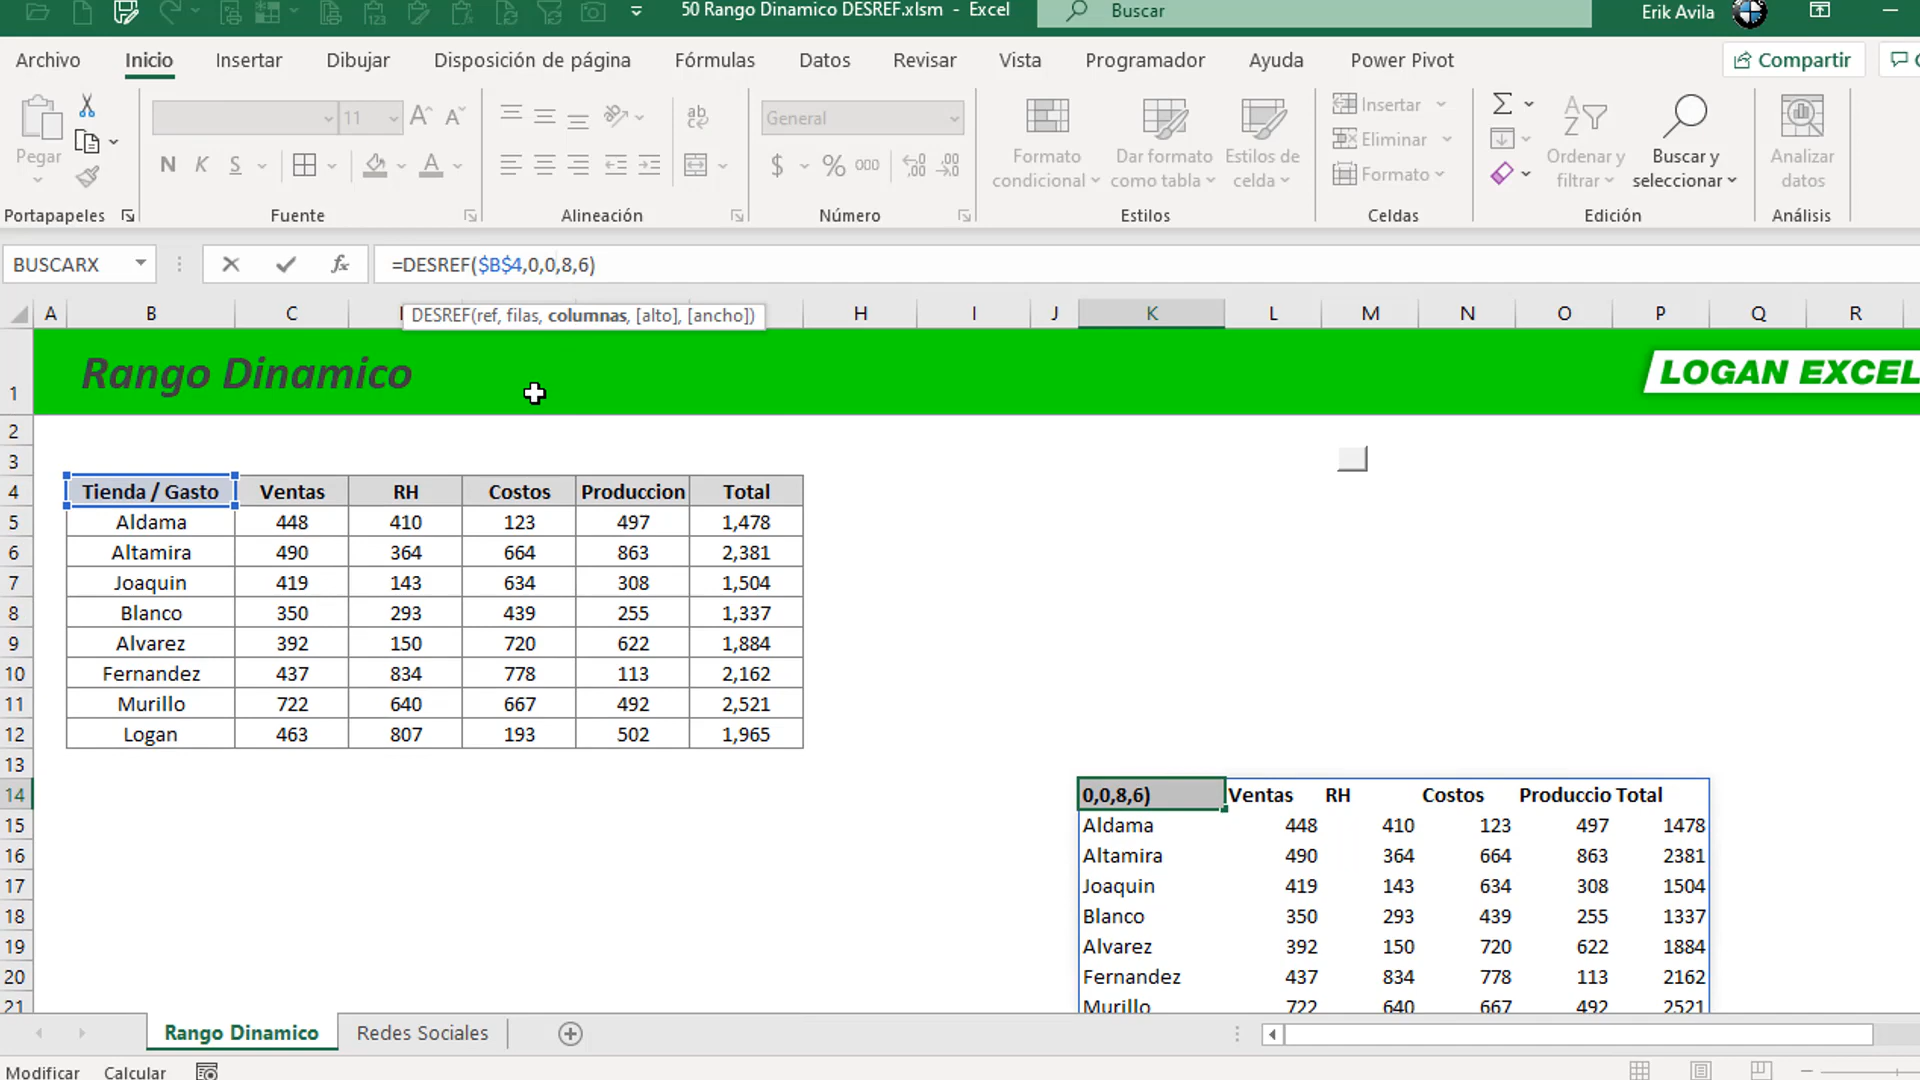 50 Rango Dinamico DESREF.xlsm - Excel
Buscar
Erik Avila
Archivo Inicio Insertar Dibujar Disposición de página Fórmulas Datos Revisar Vista Programador Ayuda Power Pivot Compartir
Pegar
11
N K S
General
$ % 000
Formato condicional
Dar formato como tabla
Estilos de celda
Insertar
Eliminar
Formato
Ordenar y filtrar
Buscar y seleccionar
Analizar datos
Portapapeles Fuente Alineación Número Estilos Celdas Edición Análisis
BUSCARX fx =DESREF($B$4,0,0,8,6)
DESREF(ref, filas, columnas, [alto], [ancho])
A B C H I J K L M N O P Q R
1 Rango Dinamico LOGAN EXCEL
2
3
4 Tienda / Gasto Ventas RH Costos Produccion Total
5 Aldama 448 410 123 497 1,478
6 Altamira 490 364 664 863 2,381
7 Joaquin 419 143 634 308 1,504
8 Blanco 350 293 439 255 1,337
9 Alvarez 392 150 720 622 1,884
10 Fernandez 437 834 778 113 2,162
11 Murillo 722 640 667 492 2,521
12 Logan 463 807 193 502 1,965
13
14 0,0,8,6) Ventas RH Costos Produccio Total
15 Aldama 448 410 123 497 1478
16 Altamira 490 364 664 863 2381
17 Joaquin 419 143 634 308 1504
18 Blanco 350 293 439 255 1337
19 Alvarez 392 150 720 622 1884
20 Fernandez 437 834 778 113 2162
21 Murillo 722 640 667 492 2521
Rango Dinamico Redes Sociales
Modificar Calcular